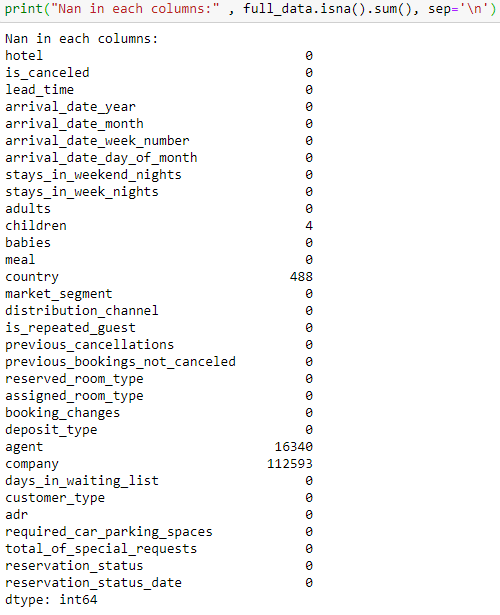 print("Nan in each columns:" , full_data.isna().sum(), sep='\n')
Nan in each columns:
hotel 0
is_canceled 0
lead_time 0
arrival_date_year 0
arrival_date_month 0
arrival_date_week_number 0
arrival_date_day_of_month 0
stays_in_weekend_nights 0
stays_in_week_nights 0
adults 0
children 4
babies 0
meal 0
country 488
market_segment 0
distribution_channel 0
is_repeated_guest 0
previous_cancellations 0
previous_bookings_not_canceled 0
reserved_room_type 0
assigned_room_type 0
booking_changes 0
deposit_type 0
agent 16340
company 112593
days_in_waiting_list 0
customer_type 0
adr 0
required_car_parking_spaces 0
total_of_special_requests 0
reservation_status 0
reservation_status_date 0
dtype: int64